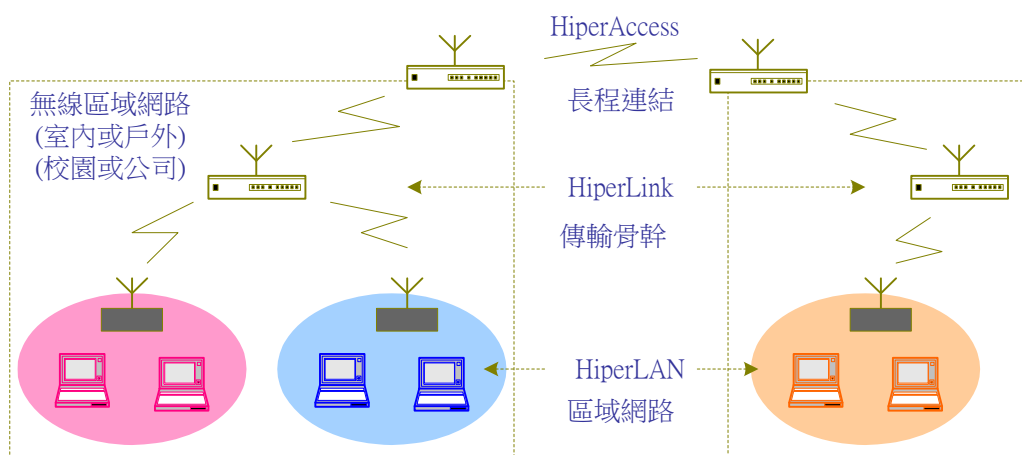 HiperAccess
長程連結
無線區域網路
(室內或戶外)
(校園或公司)
HiperLink
傳輸骨幹
HiperLAN
區域網路